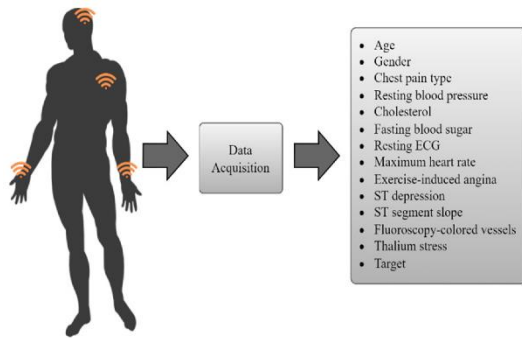 Data
Acquisition
• Age
• Gender
• Chest pain type
• Resting blood pressure
• Cholesterol
• Fasting blood sugar
• Resting ECG
• Maximum heart rate
• Exercise-induced angina
• ST depression
• ST segment slope
• Fluoroscopy-colored vessels
• Thalium stress
• Target